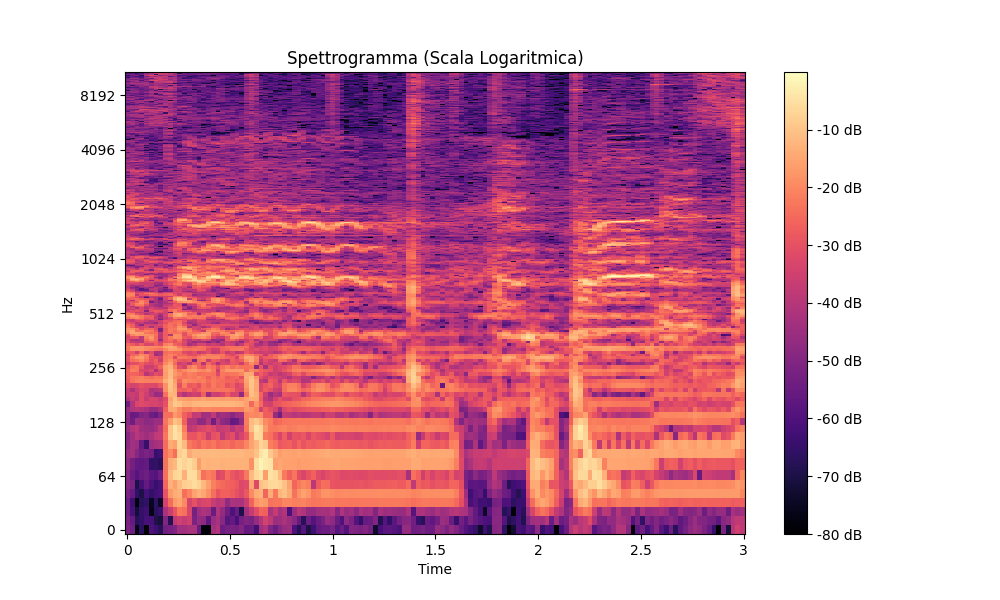 Spettrogramma (Scala Logaritmica)
8192
4096
2048
1024
512
256
128
64
0
Hz
0
0.5
1
1.5
2
2.5
3
Time
-10 dB
-20 dB
-30 dB
-40 dB
-50 dB
-60 dB
-70 dB
-80 dB